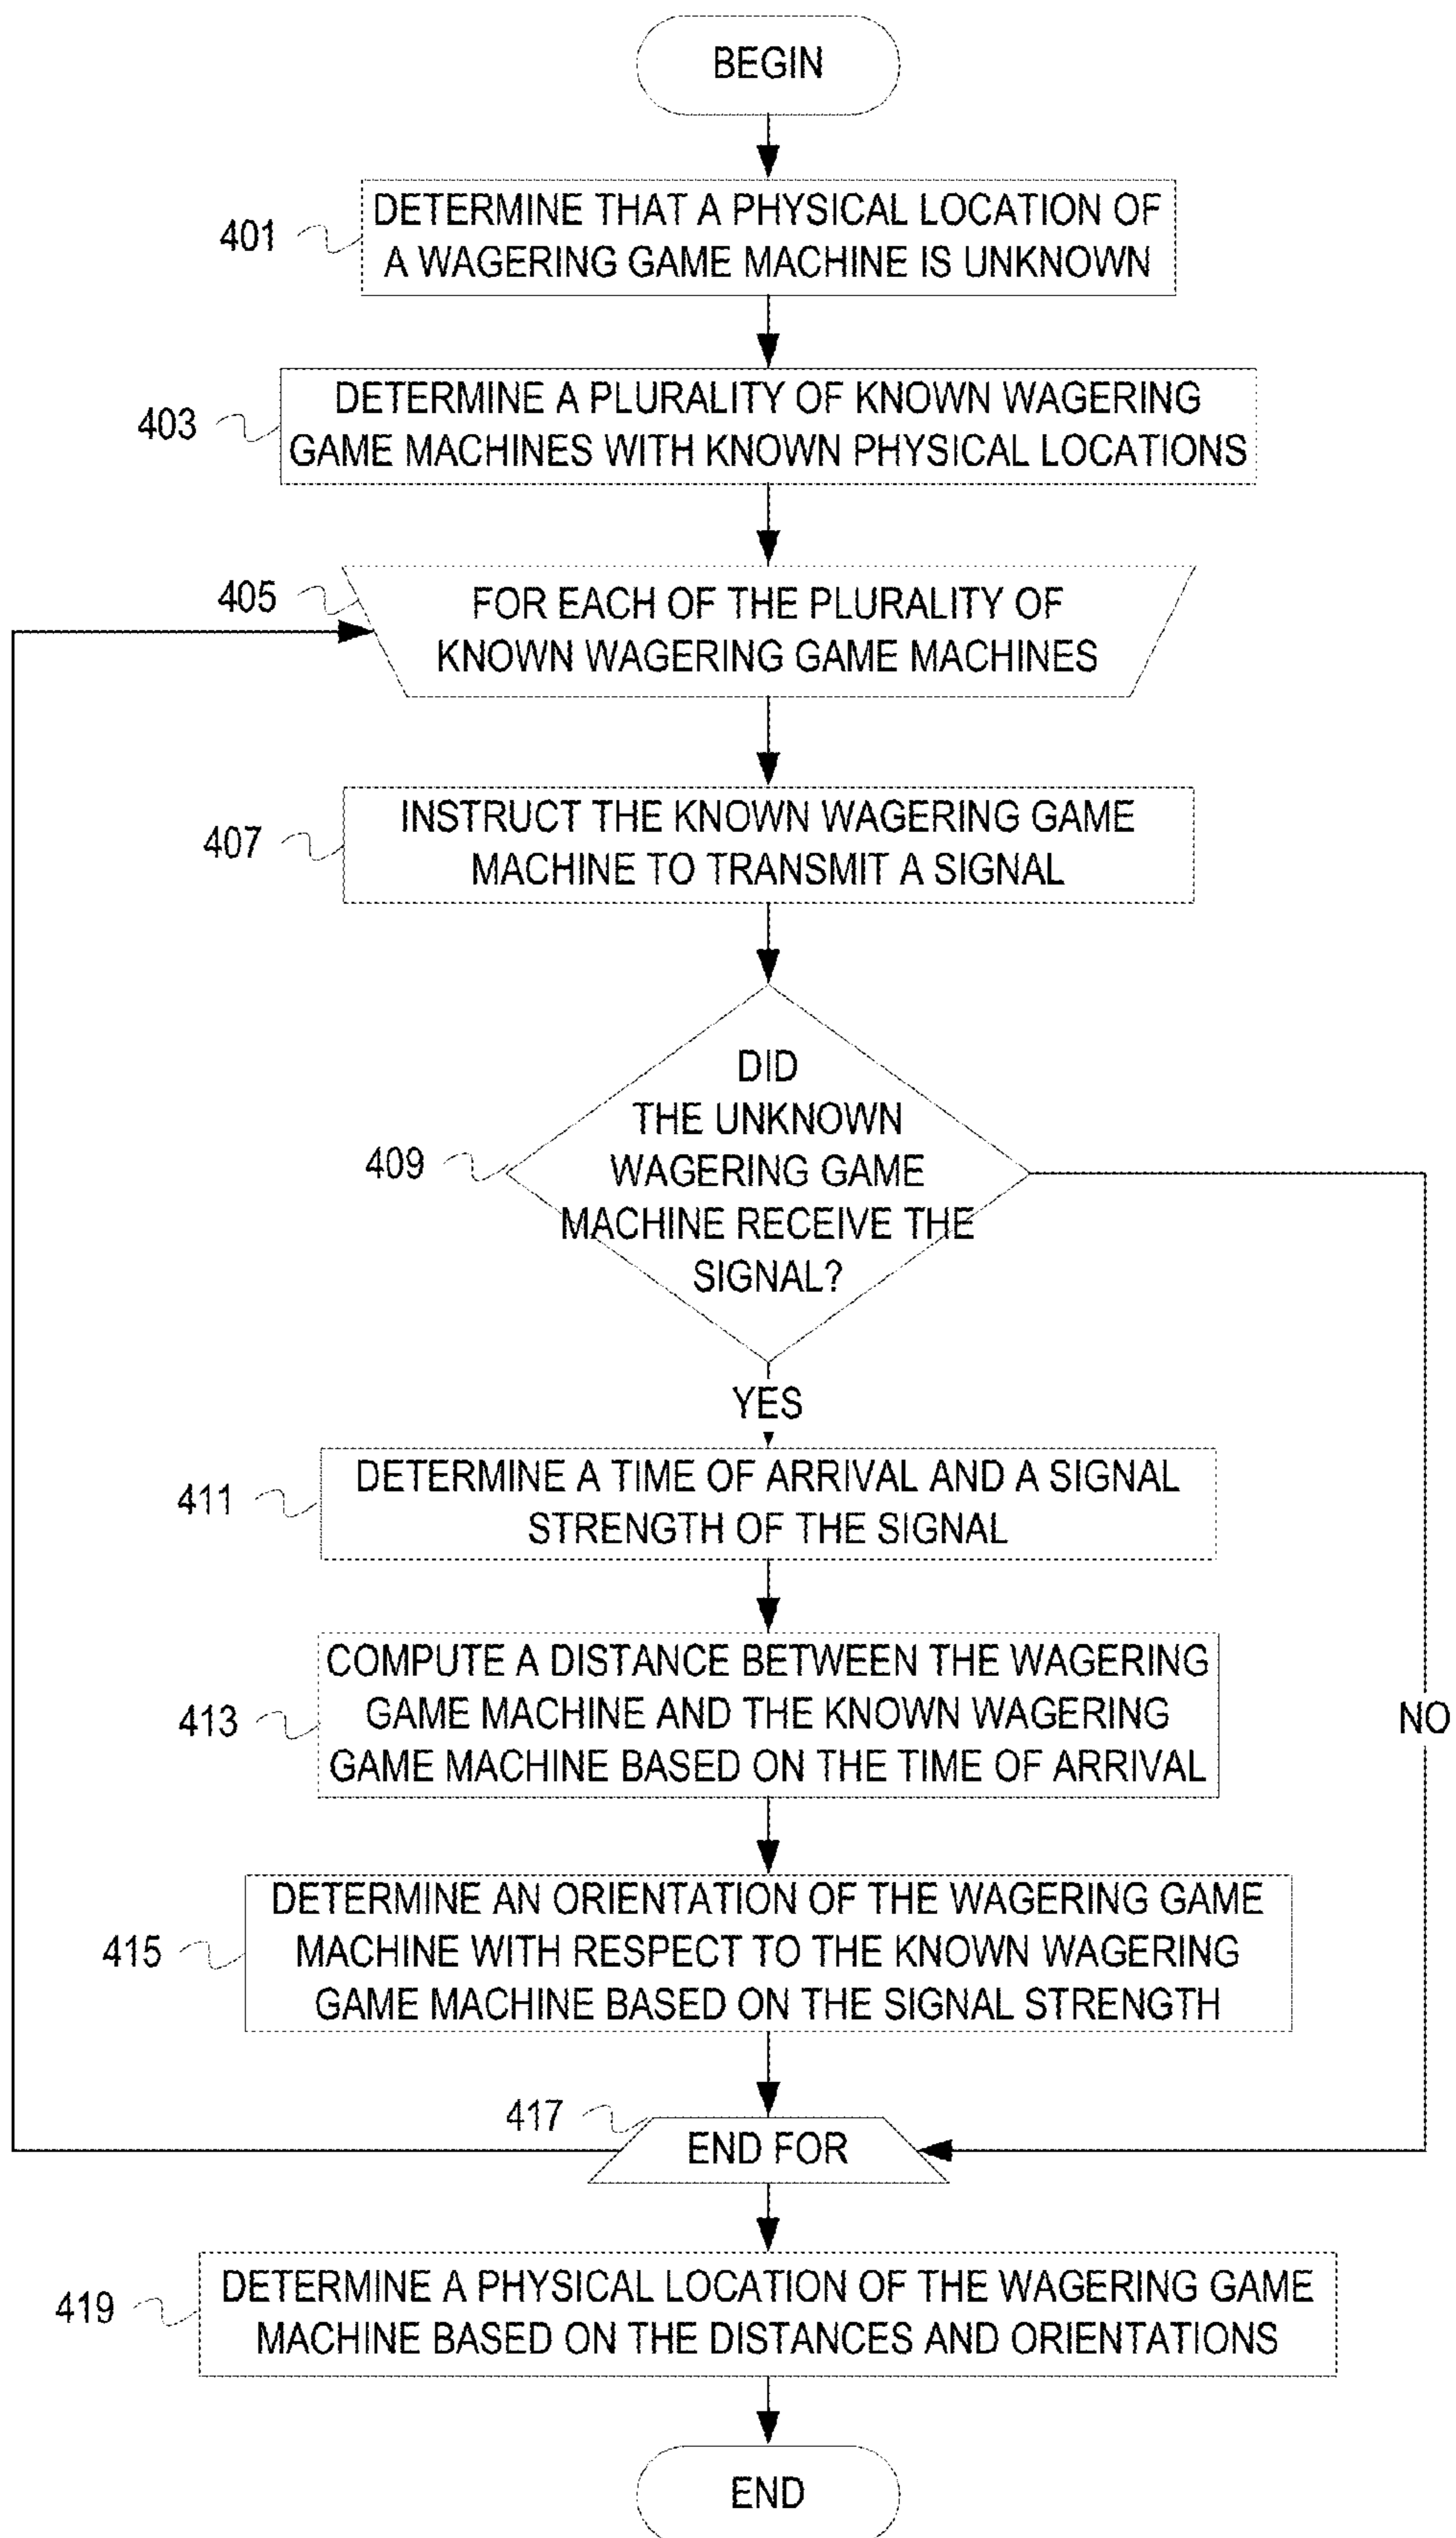 BEGIN
401
DETERMINE THAT A PHYSICAL LOCATION OF
A WAGERING GAME MACHINE IS UNKNOWN
403
DETERMINE A PLURALITY OF KNOWN WAGERING
GAME MACHINES WITH KNOWN PHYSICAL LOCATIONS
405
FOR EACH OF THE PLURALITY OF
KNOWN WAGERING GAME MACHINES
407
INSTRUCT THE KNOWN WAGERING GAME
MACHINE TO TRANSMIT A SIGNAL
409
DID
THE UNKNOWN
WAGERING GAME
MACHINE RECEIVE THE
SIGNAL?
YES
411
DETERMINE A TIME OF ARRIVAL AND A SIGNAL
STRENGTH OF THE SIGNAL
413
COMPUTE A DISTANCE BETWEEN THE WAGERING
GAME MACHINE AND THE KNOWN WAGERING
GAME MACHINE BASED ON THE TIME OF ARRIVAL
NO
415
DETERMINE AN ORIENTATION OF THE WAGERING GAME
MACHINE WITH RESPECT TO THE KNOWN WAGERING
GAME MACHINE BASED ON THE SIGNAL STRENGTH
417
END FOR
419
DETERMINE A PHYSICAL LOCATION OF THE WAGERING GAME
MACHINE BASED ON THE DISTANCES AND ORIENTATIONS
END